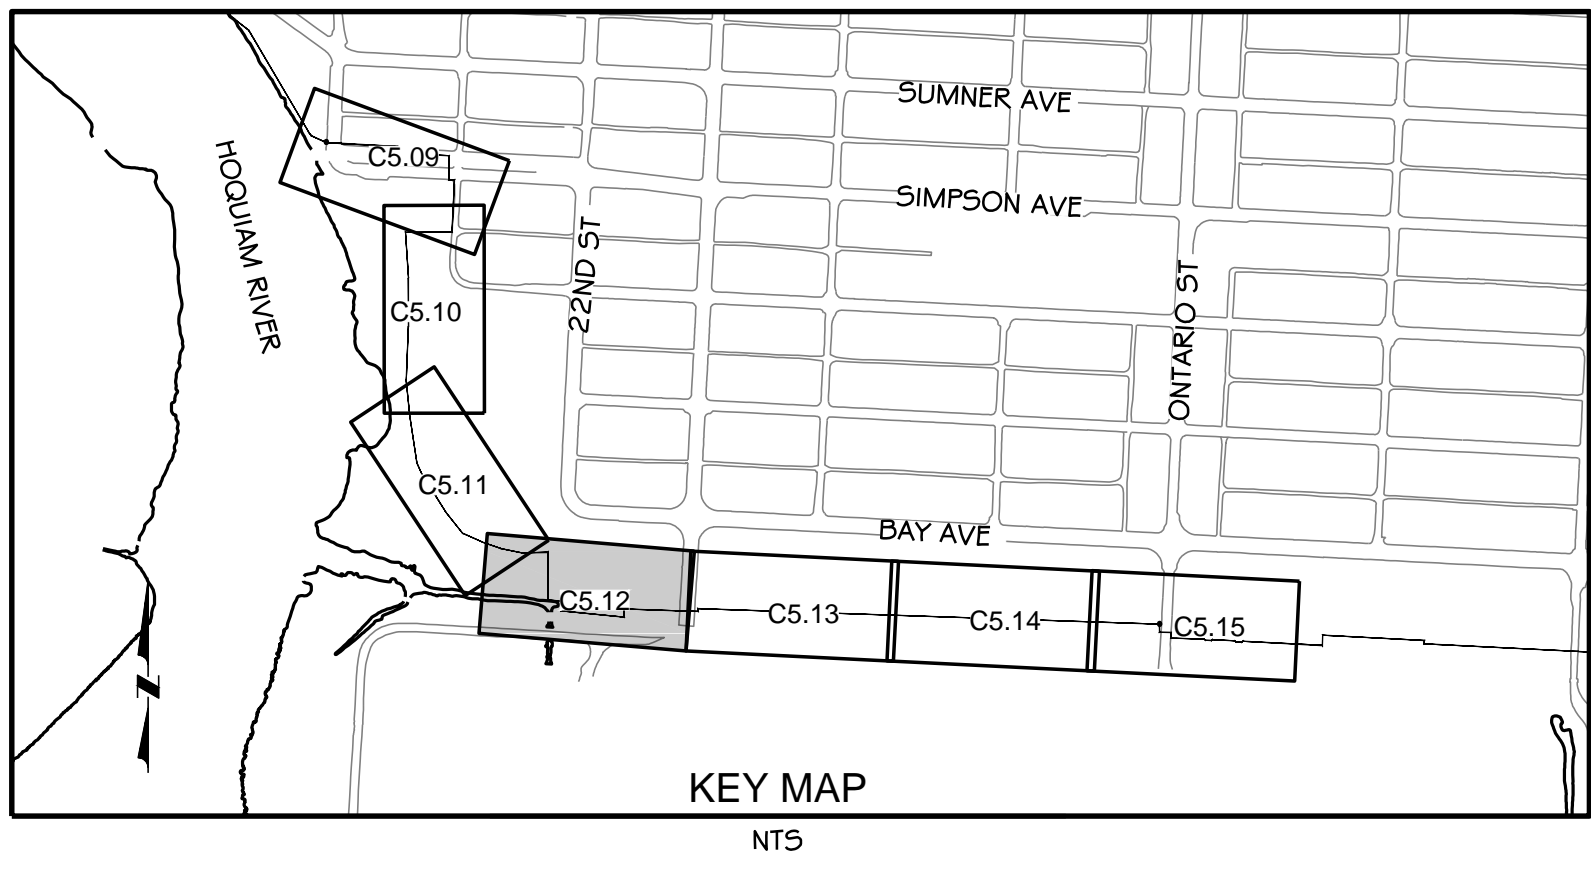 SUMNER AVE
C5.09
HOQUIAM RIVER
SIMPSON AVE
22ND ST
ONTARIO ST
C5.10
C5.11
BAY AVE
C5.12
C5.13
C5.14
C5.15
N
KEY MAP
NTS